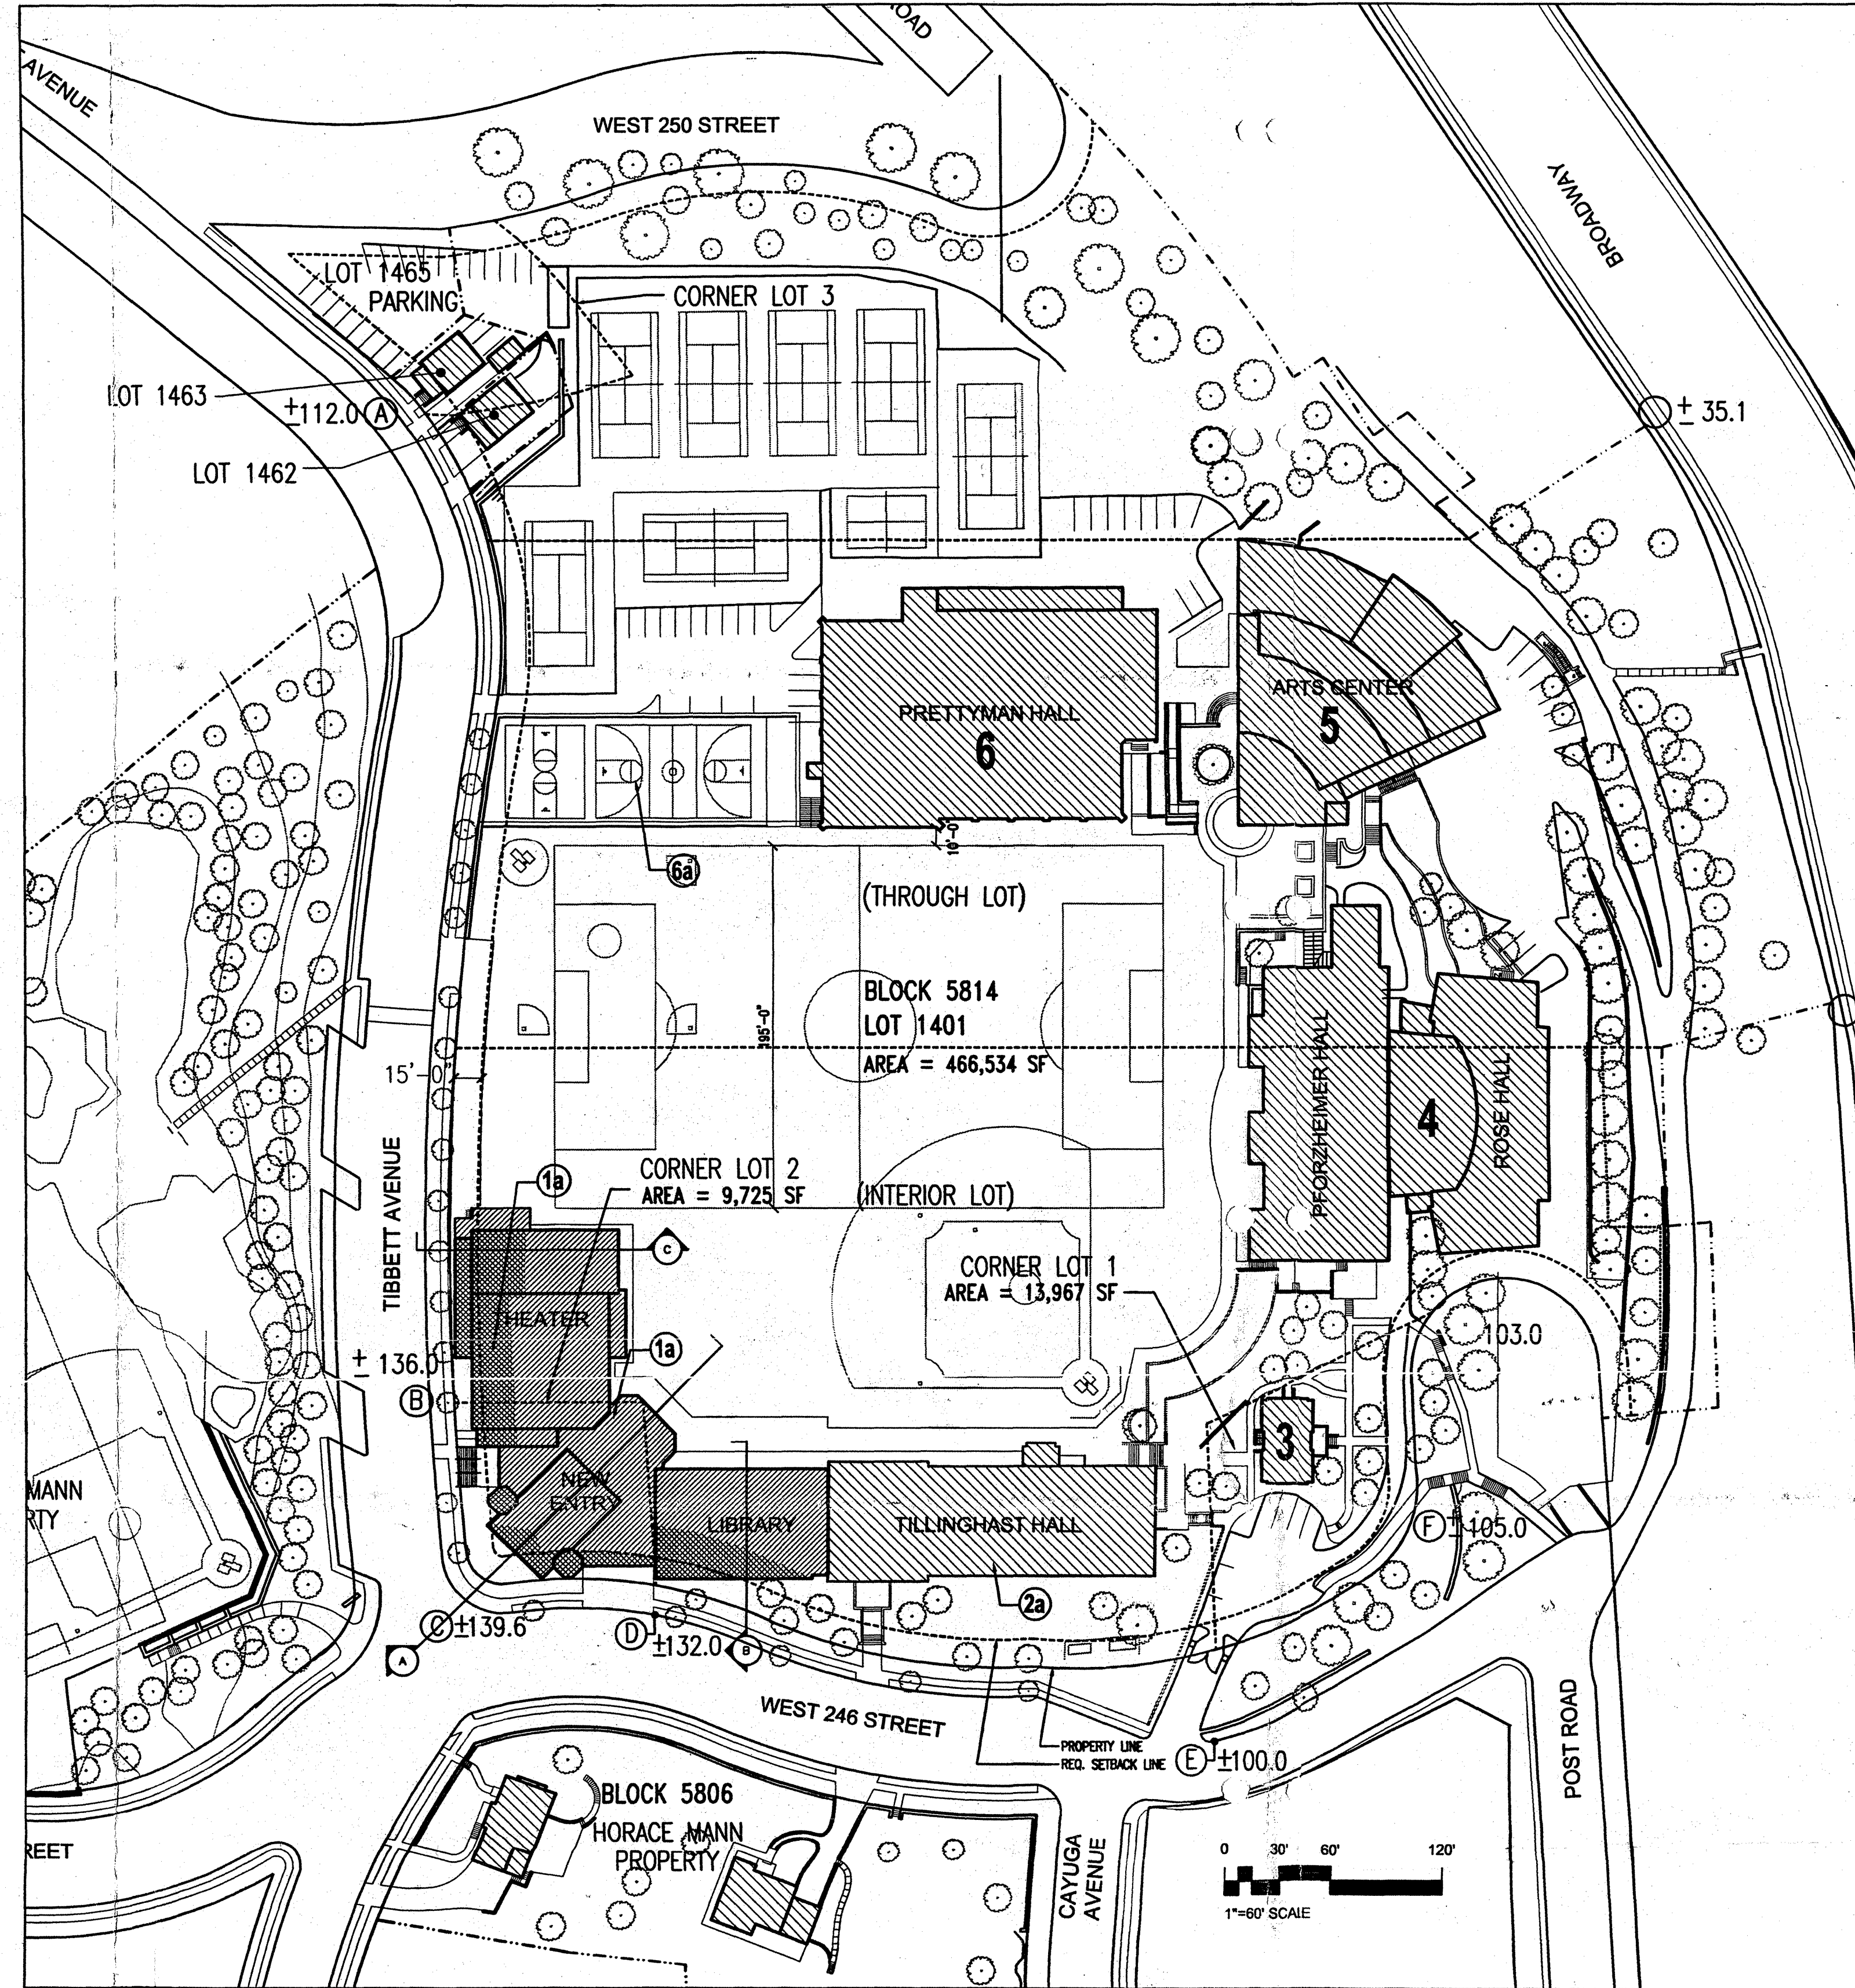 AVENUE
OAD
WEST 250 STREET
BROADWAY
LOT 1465
PARKING
CORNER LOT 3
LOT 1463
±112.0 A
LOT 1462
± 35.1
PRETTYMAN HALL
6
ARTS CENTER
5
10'-0"
6a
(THROUGH LOT)
BLOCK 5814
LOT 1401
AREA = 466,534 SF
195'-0"
15'-0"
PFORZHEIMER HALL
4
ROSE HALL
TIBBETT AVENUE
1a
CORNER LOT 2
AREA = 9,725 SF
(INTERIOR LOT)
C
CORNER LOT 1
AREA = 13,967 SF
HEATER
1a
103.0
± 136.0
B
3
MANN
RTY
NEW
ENTRY
LIBRARY
TILLINGHAST HALL
F ±105.0
2a
C ±139.6
D ±132.0
B
A
WEST 246 STREET
PROPERTY LINE
REQ. SETBACK LINE
E ±100.0
POST ROAD
BLOCK 5806
HORACE MANN
PROPERTY
REET
CAYUGA
AVENUE
0 30' 60' 120'
1"=60' SCALE